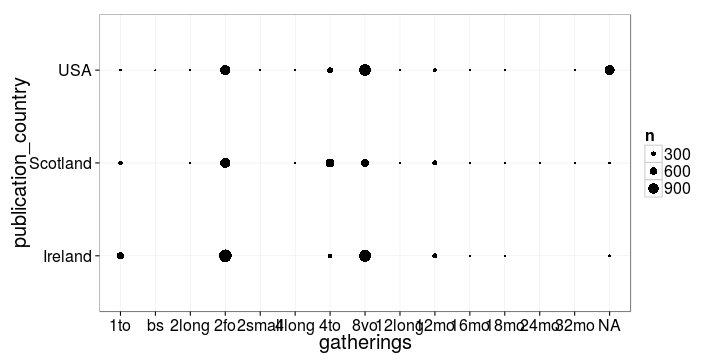 publication_country
USA
Scotland
Ireland
1to bs 2long 2fo 2small 4long 4to 8vo 12long 12mo 16mo 18mo 24mo 32mo NA
gatherings
n
300
600
900